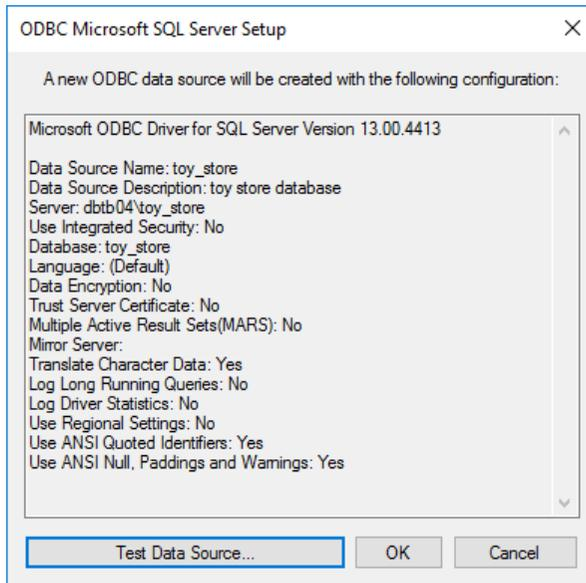 ODBC Microsoft SQL Server Setup
A new ODBC data source will be created with the following configuration:
Microsoft ODBC Driver for SQL Server Version 13.00.4413
Data Source Name: toy_store
Data Source Description: toy store database
Server: dbtb04\toy_store
Use Integrated Security: No
Database: toy_store
Language: (Default)
Data Encryption: No
Trust Server Certificate: No
Multiple Active Result Sets(MARS): No
Mirror Server:
Translate Character Data: Yes
Log Long Running Queries: No
Log Driver Statistics: No
Use Regional Settings: No
Use ANSI Quoted Identifiers: Yes
Use ANSI Null, Paddings and Warnings: Yes
Test Data Source... OK Cancel